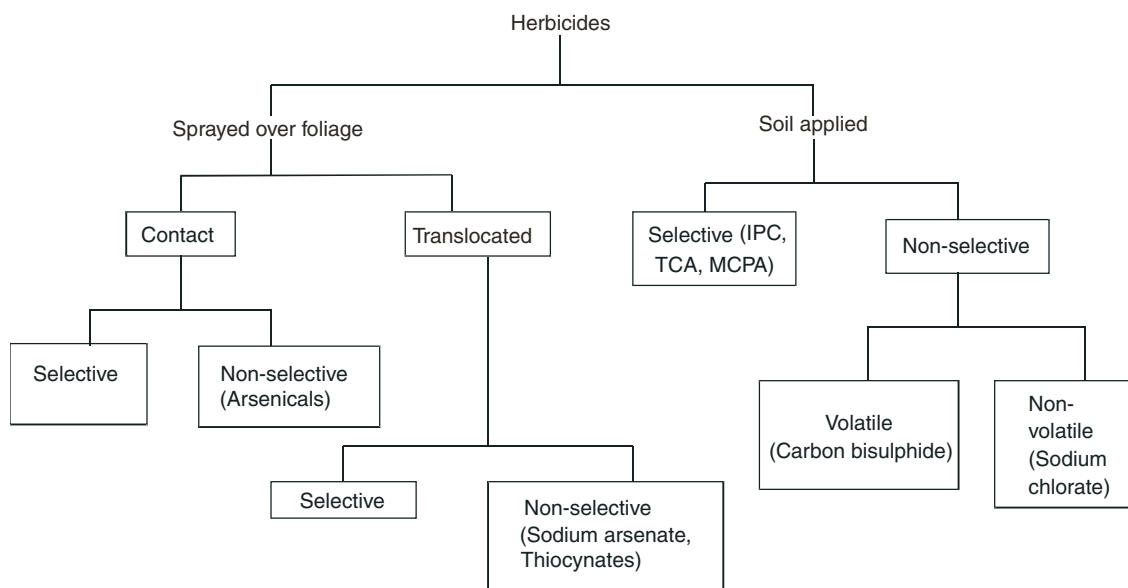 Herbicides
Sprayed over foliage
Soil applied
Contact
Translocated
Selective (IPC,
TCA, MCPA)
Non-selective
Selective
Non-selective
(Arsenicals)
Volatile
(Carbon bisulphide)
Non-
volatile
(Sodium
chlorate)
Selective
Non-selective
(Sodium arsenate,
Thiocynates)